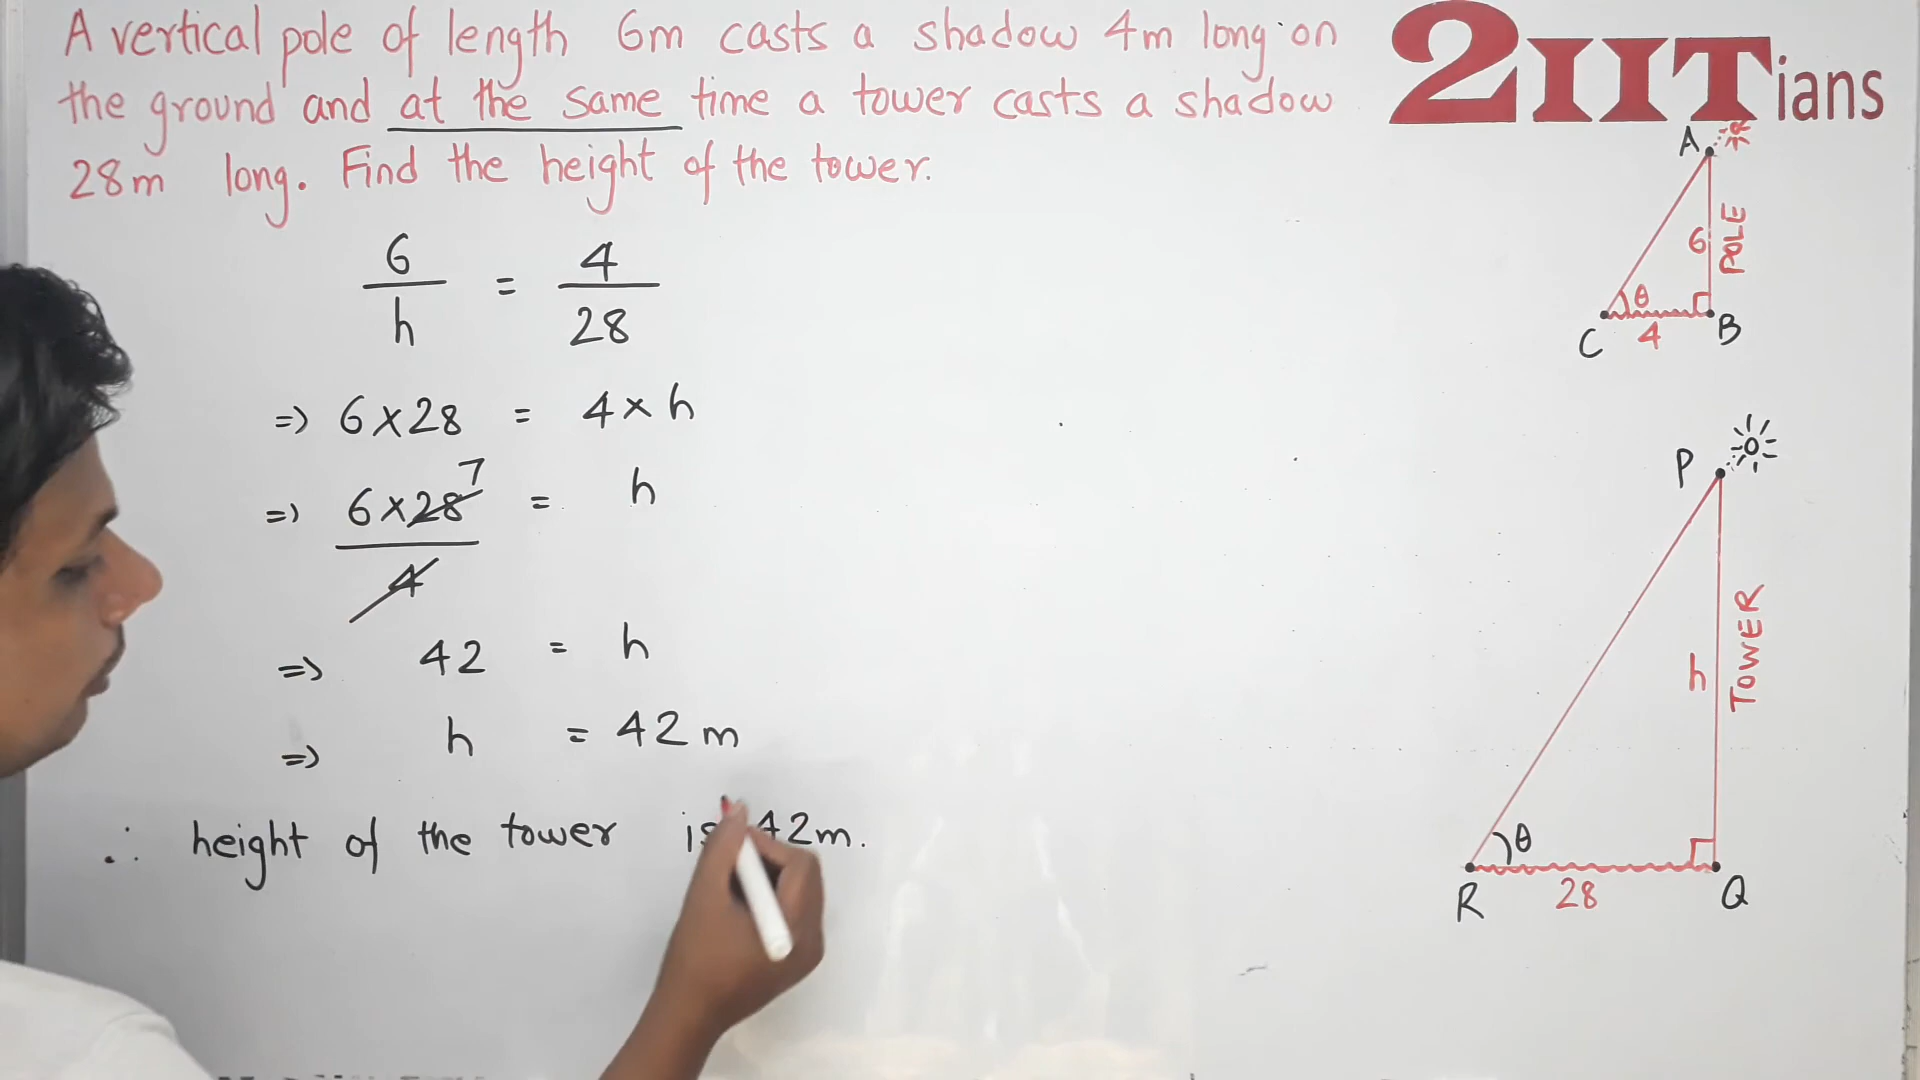 A vertical pole of length 6m casts a shadow 4m long on
the ground and at the same time a tower casts a shadow
28m long. Find the height of the tower.
2IITians
6/h = 4/28
=> 6×28 = 4×h
=> 6×28 7 / 4 = h
=> 42 = h
=> h = 42 m
∴ height of the tower is 42m.
A
6 POLE
θ
C 4 B
P
h TOWER
θ
R 28 Q